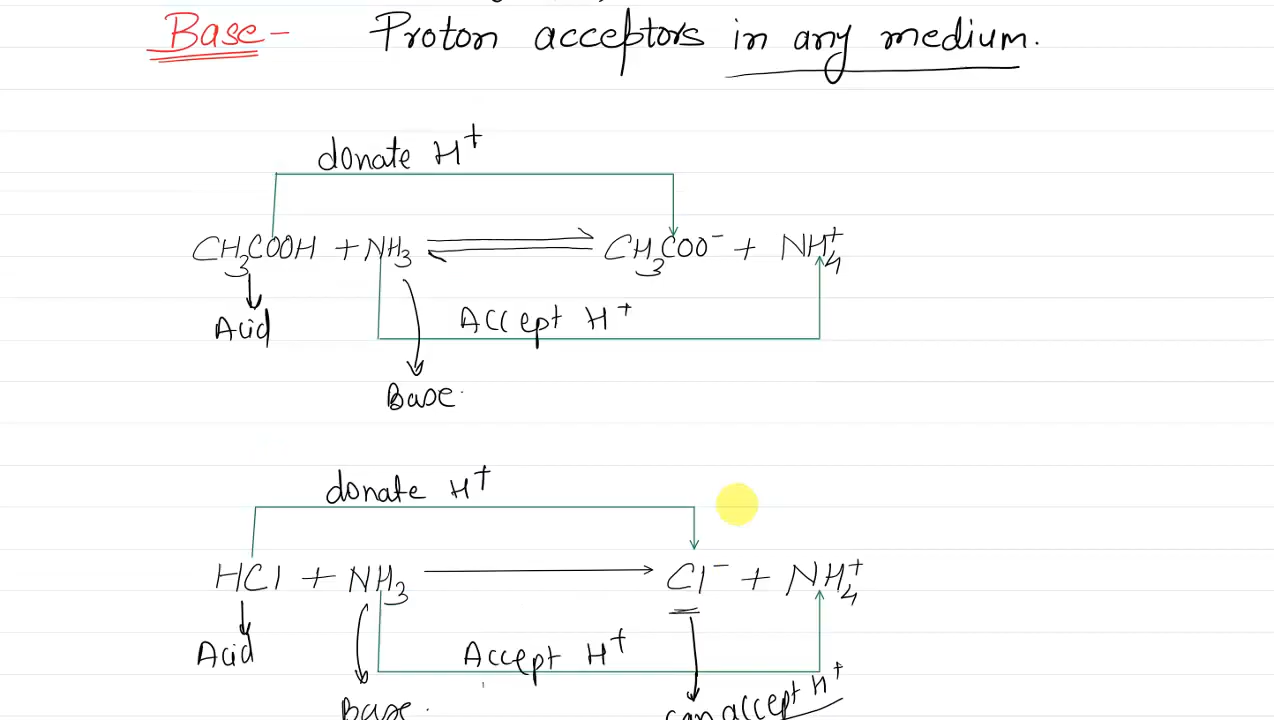 Base - Proton acceptors in any medium.
donate H⁺
CH₃COOH + NH₃ ⇌ CH₃COO⁻ + NH₄⁺
Acid
Accept H⁺
Base.
donate H⁺
HCl + NH₃ → Cl⁻ + NH₄⁺
Acid
Accept H⁺
Base.
can accept H⁺